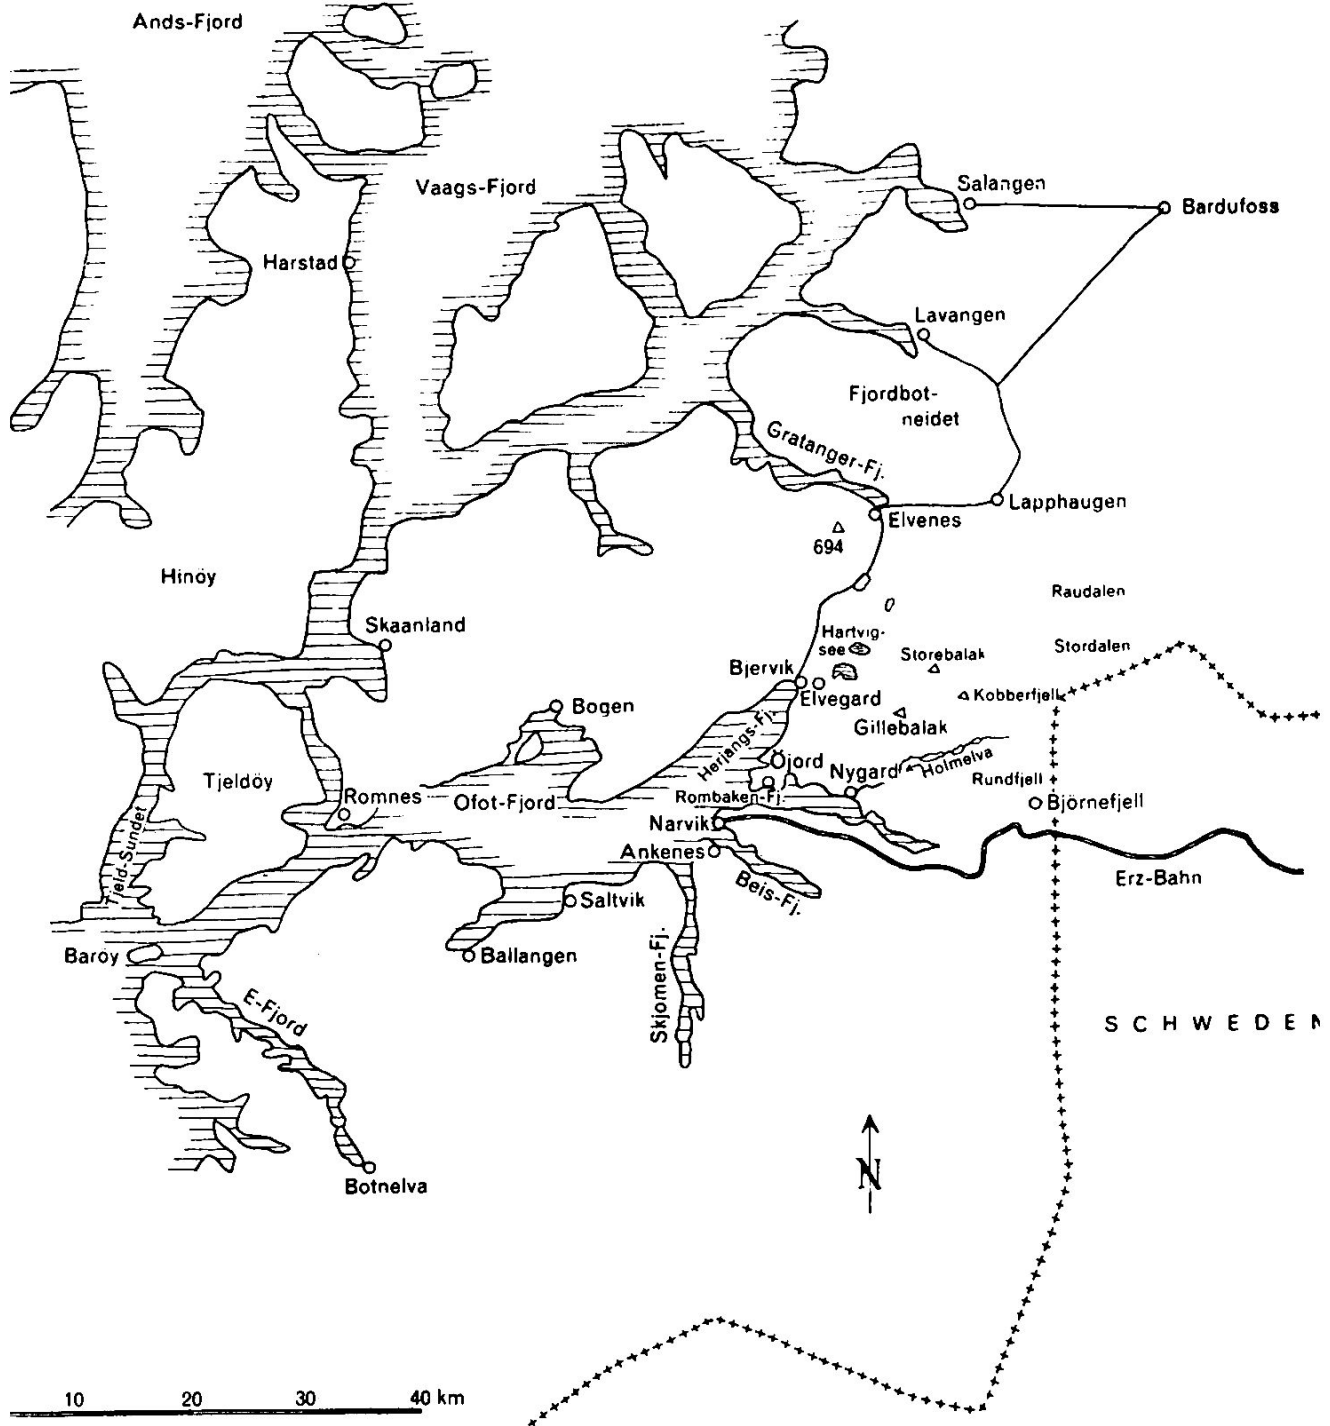 Ands-Fjord
Vaags-Fjord
Salangen
Bardufoss
Harstad
Lavangen
Fjordbot-
neidet
Gratanger-Fj.
Lapphaugen
Elvenes
694
Hinöy
Raudalen
Skaanland
Hartvig-
see
Storebalak
Stordalen
Bjervik
Elvegard
Kobberfjell
Bogen
Gillebalak
Herjangs-Fj.
Öjord
Nygard
Holmelva
Rundfjell
Tjeldöy
Romnes
Ofot-Fjord
Rombaken-Fj.
Björnefjell
Narvik
Ankenes
Tjeld-Sundet
Beis-Fj.
Erz-Bahn
Saltvik
Baröy
Ballangen
Skjomen-Fj.
E-Fjord
SCHWEDEN
N
Botnelva
10 20 30 40 km